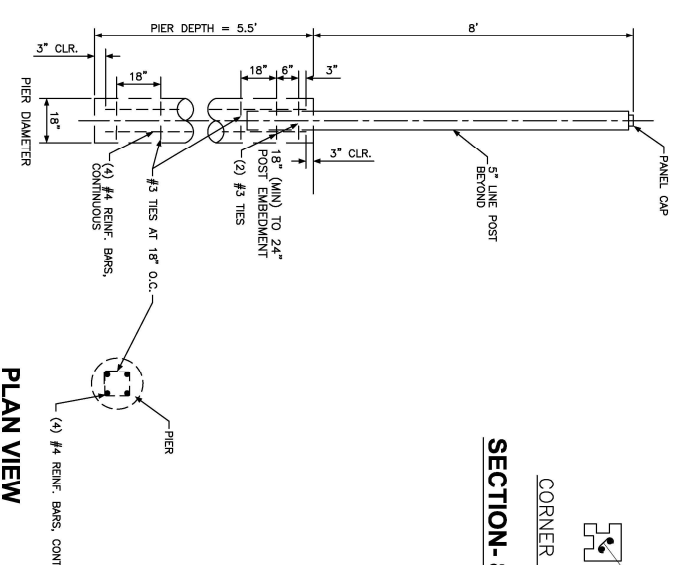 PIER DEPTH = 5.5'
8'
3" CLR.
18"
18"
6"
3"
PIER DIAMETER
18"
3" CLR.
PANEL CAP
5" LINE POST
BEYOND
18" (MIN) TO 24"
POST EMBEDMENT
(2) #3 TIES
#3 TIES AT 18" O.C.
(4) #4 REINF. BARS,
CONTINUOUS
PIER
(4) #4 REINF. BARS, CONT
PLAN VIEW
CORNER
SECTION-